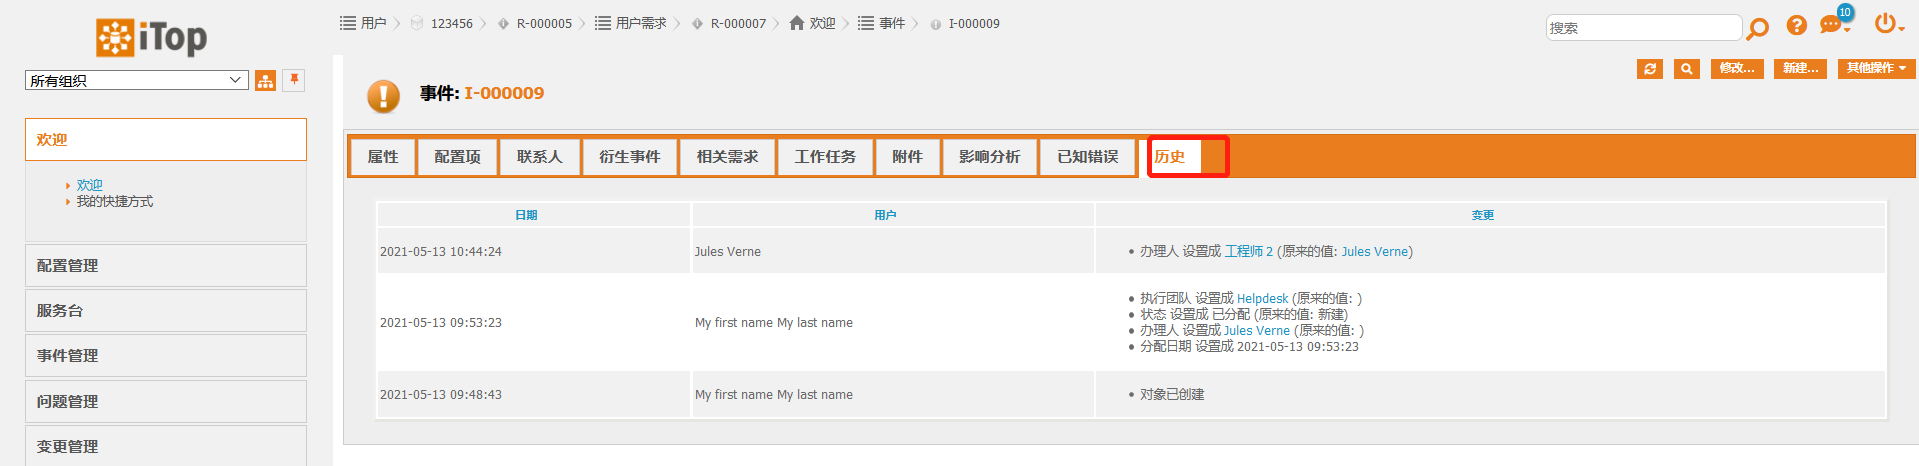 iTop
用户 123456 R-000005 用户需求 R-000007 欢迎 事件 I-000009
搜索
10
所有组织
修改... 新建... 其他操作
事件: I-000009
欢迎
欢迎
我的快捷方式
配置管理
服务台
事件管理
问题管理
变更管理
属性 配置项 联系人 衍生事件 相关需求 工作任务 附件 影响分析 已知错误 历史
日期 用户 变更
2021-05-13 10:44:24 Jules Verne 办理人 设置成 工程师 2 (原来的值: Jules Verne)
2021-05-13 09:53:23 My first name My last name 执行团队 设置成 Helpdesk (原来的值: )
状态 设置成 已分配 (原来的值: 新建)
办理人 设置成 Jules Verne (原来的值: )
分配日期 设置成 2021-05-13 09:53:23
2021-05-13 09:48:43 My first name My last name 对象已创建